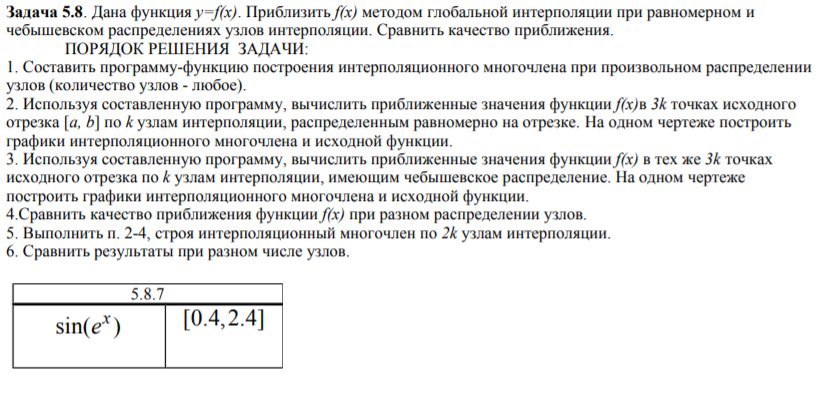 Задача 5.8. Дана функция y=f(x). Приблизить f(x) методом глобальной интерполяции при равномерном и
чебышевском распределениях узлов интерполяции. Сравнить качество приближения.
ПОРЯДОК РЕШЕНИЯ ЗАДАЧИ:
1. Составить программу-функцию построения интерполяционного многочлена при произвольном распределении
узлов (количество узлов - любое).
2. Используя составленную программу, вычислить приближенные значения функции f(x)в 3k точках исходного
отрезка [a, b] по k узлам интерполяции, распределенным равномерно на отрезке. На одном чертеже построить
графики интерполяционного многочлена и исходной функции.
3. Используя составленную программу, вычислить приближенные значения функции f(x) в тех же 3k точках
исходного отрезка по k узлам интерполяции, имеющим чебышевское распределение. На одном чертеже
построить графики интерполяционного многочлена и исходной функции.
4.Сравнить качество приближения функции f(x) при разном распределении узлов.
5. Выполнить п. 2-4, строя интерполяционный многочлен по 2k узлам интерполяции.
6. Сравнить результаты при разном числе узлов.
5.8.7
sin(eˣ) [0.4,2.4]